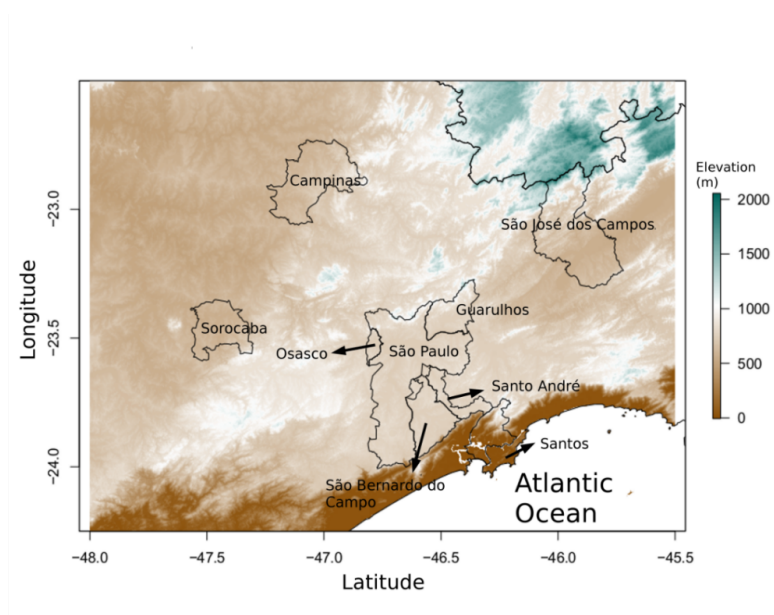 Elevation
(m)
2000
1500
1000
500
0
−23.0
−23.5
−24.0
Longitude
Campinas
São José dos Campos
Sorocaba
Guarulhos
Osasco
São Paulo
Santo André
Santos
São Bernardo do
Campo
Atlantic
Ocean
−48.0
−47.5
−47.0
−46.5
−46.0
−45.5
Latitude